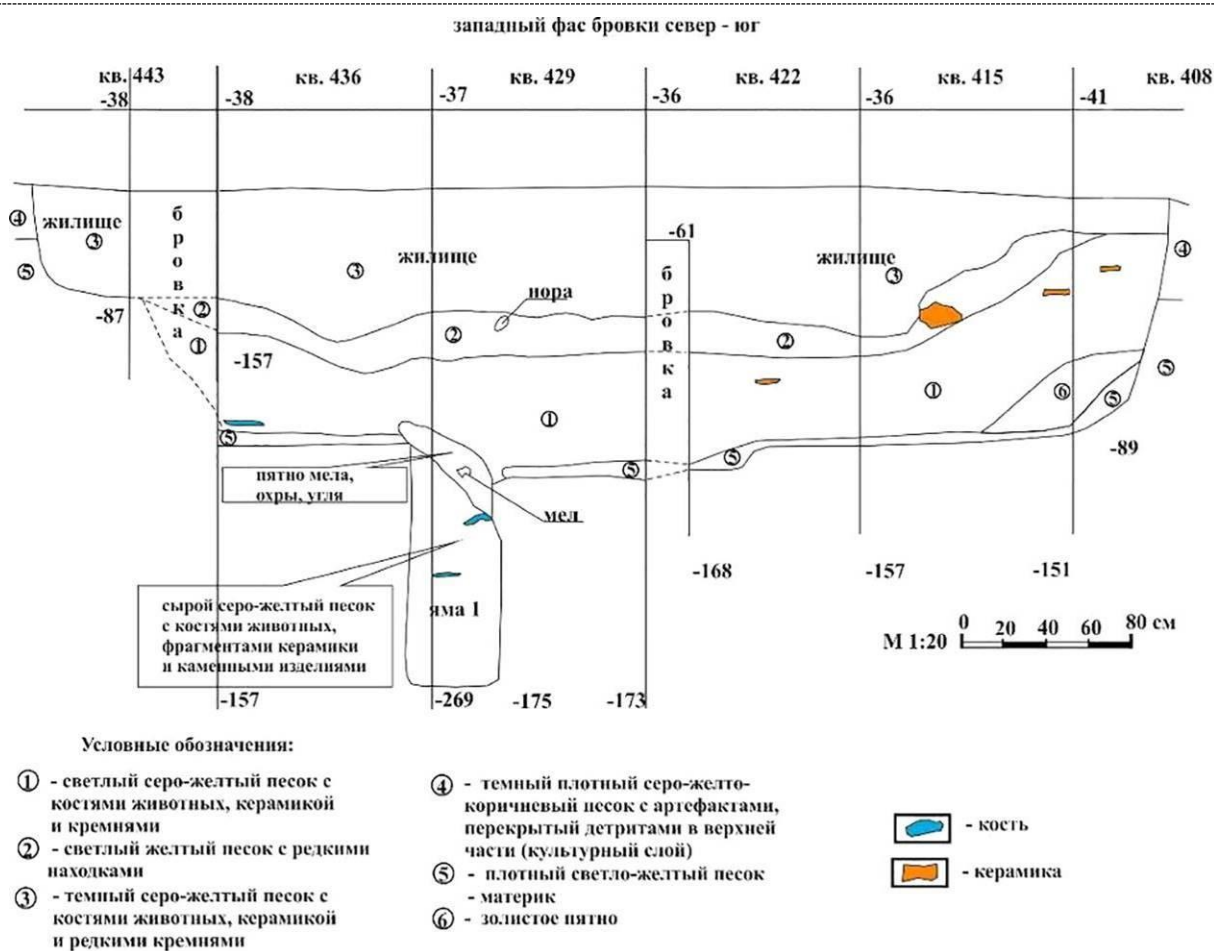 западный фас бровки север - юг
кв. 443 кв. 436 кв. 429 кв. 422 кв. 415 кв. 408
-38 -38 -37 -36 -36 -41
④ жилище ③ ⑤
бровка
-87
② ①
-157
⑤
③ жилище
нора
②
①
-61
бровка
②
жилище ③
①
⑥ ⑤
④
⑤
-89
⑤ ⑤
пятно мела,
охры, угля
мел
сырой серо-желтый песок
с костями животных,
фрагментами керамики
и каменными изделиями
яма 1
-168 -157 -151
М 1:20 0 20 40 60 80 см
-157 -269 -175 -173
Условные обозначения:
① - светлый серо-желтый песок с
костями животных, керамикой
и кремнями
② - светлый желтый песок с редкими
находками
③ - темный серо-желтый песок с
костями животных, керамикой
и редкими кремнями
④ - темный плотный серо-желто-
коричневый песок с артефактами,
перекрытый детритами в верхней
части (культурный слой)
⑤ - плотный светло-желтый песок
- материк
⑥ - золистое пятно
- кость
- керамика